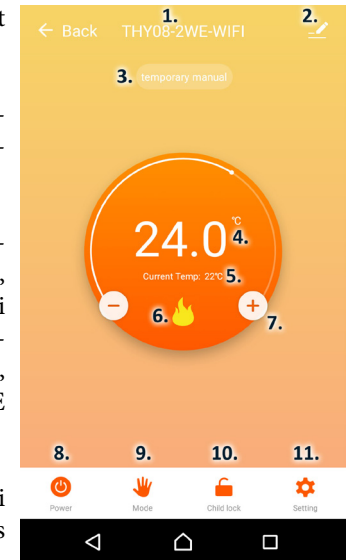 1.
2.
← Back THY08-2WE-WIFI
3. temporary manual
24.0 °C 4.
Current Temp: 22°C 5.
6.
− +
7.
8. 9. 10. 11.
Power Mode Child lock Setting
t
-
-
-
,
i
-
,
E
i
s